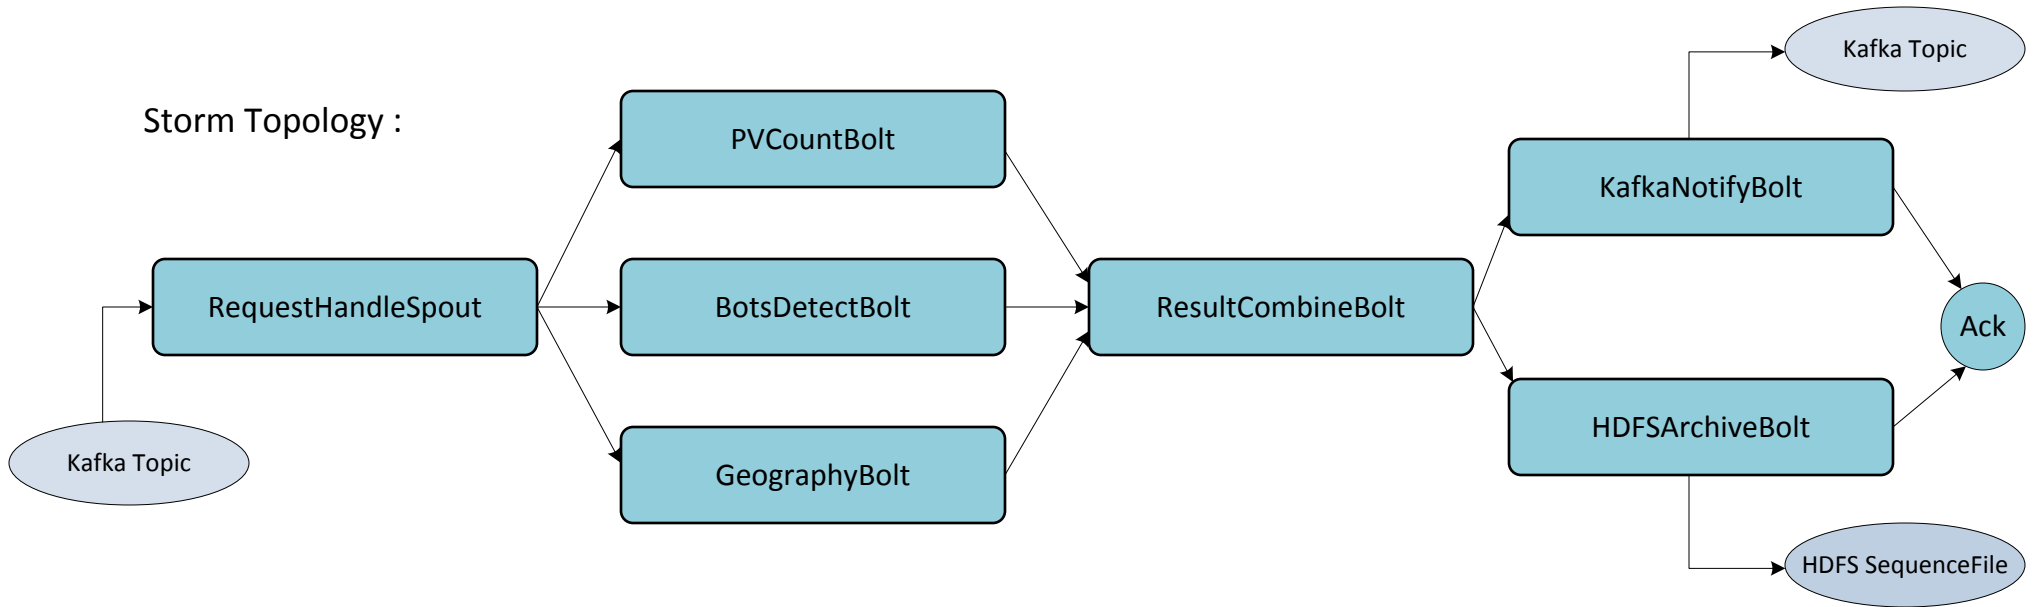 Storm Topology :
Kafka Topic
RequestHandleSpout
PVCountBolt
BotsDetectBolt
GeographyBolt
ResultCombineBolt
KafkaNotifyBolt
HDFSArchiveBolt
Kafka Topic
Ack
HDFS SequenceFile